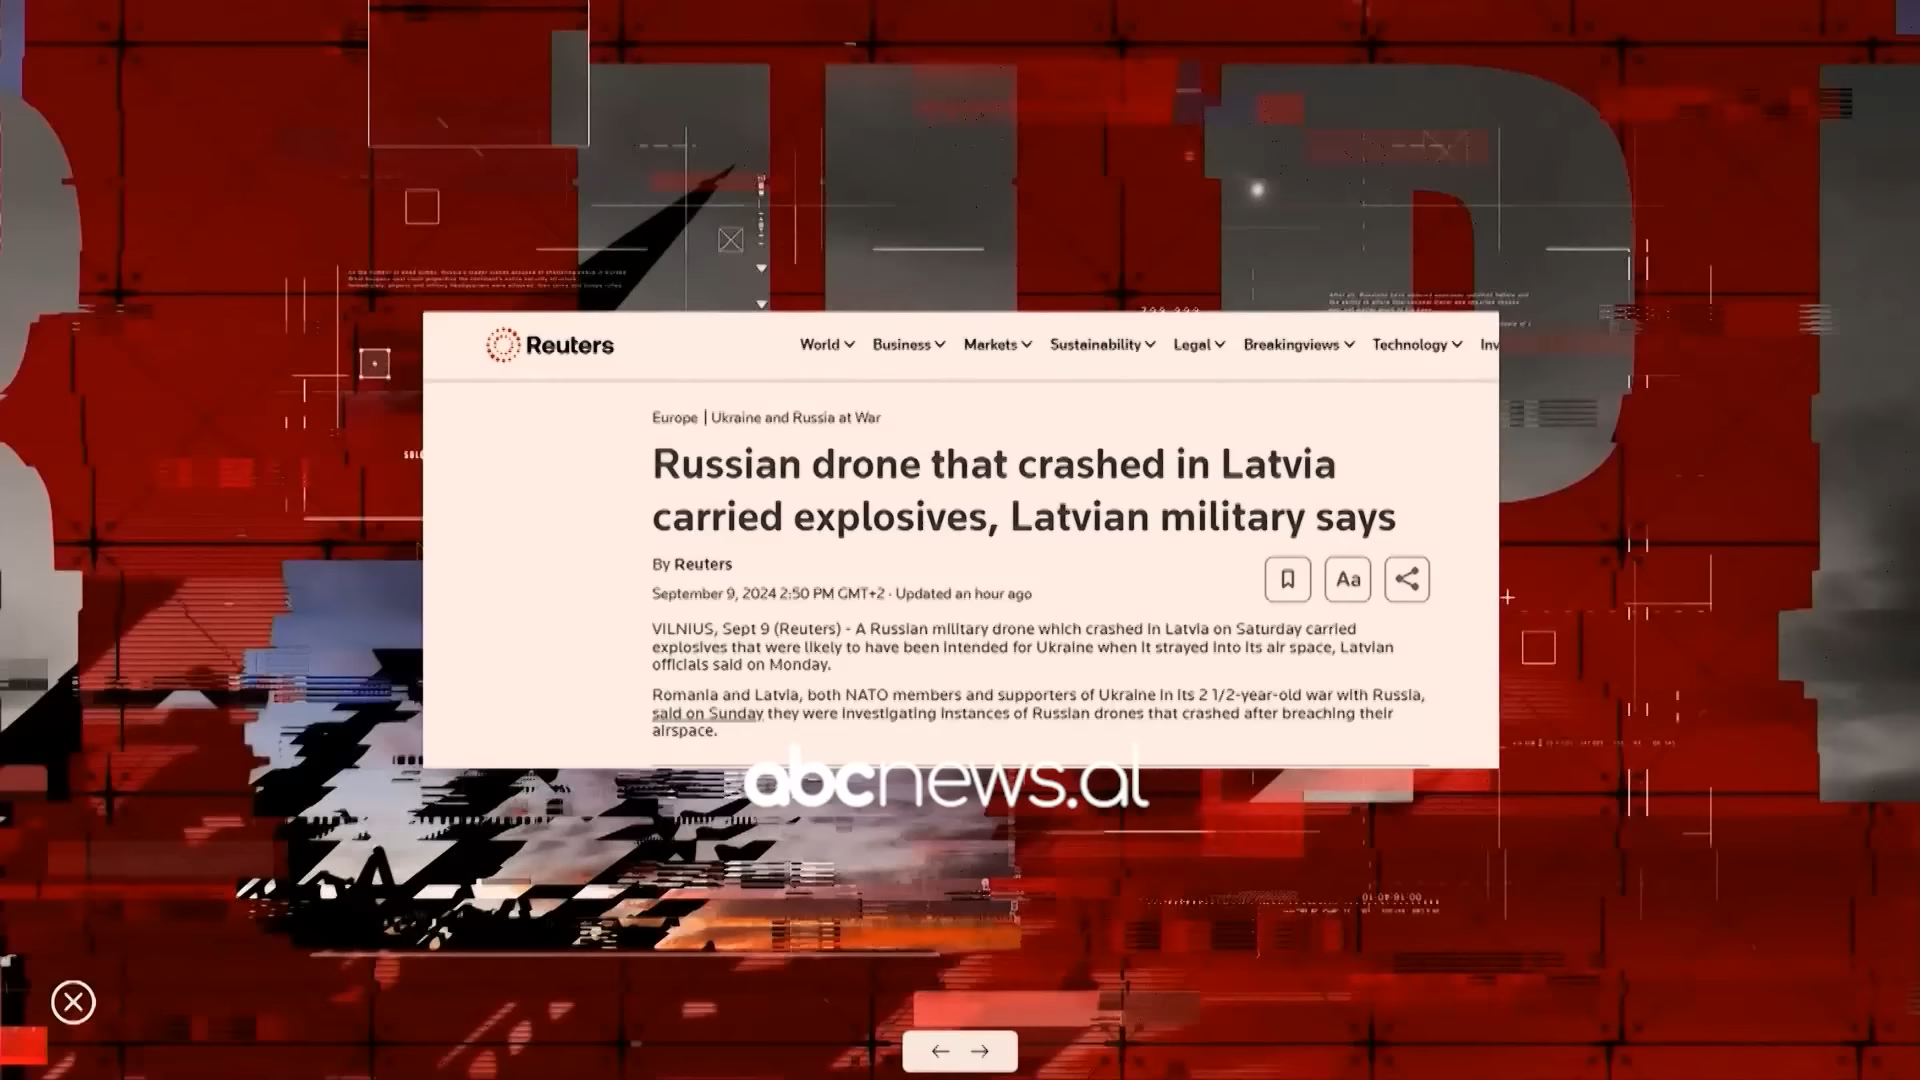 Reuters
World Business Markets Sustainability Legal Breakingviews Technology Inv
Europe | Ukraine and Russia at War
Russian drone that crashed in Latvia
carried explosives, Latvian military says
By Reuters
Aa
September 9, 2024 2:50 PM GMT+2 · Updated an hour ago
VILNIUS, Sept 9 (Reuters) - A Russian military drone which crashed in Latvia on Saturday carried
explosives that were likely to have been intended for Ukraine when it strayed into its air space, Latvian
officials said on Monday.
Romania and Latvia, both NATO members and supporters of Ukraine in its 2 1/2-year-old war with Russia,
said on Sunday they were investigating instances of Russian drones that crashed after breaching their
airspace.
abcnews.al